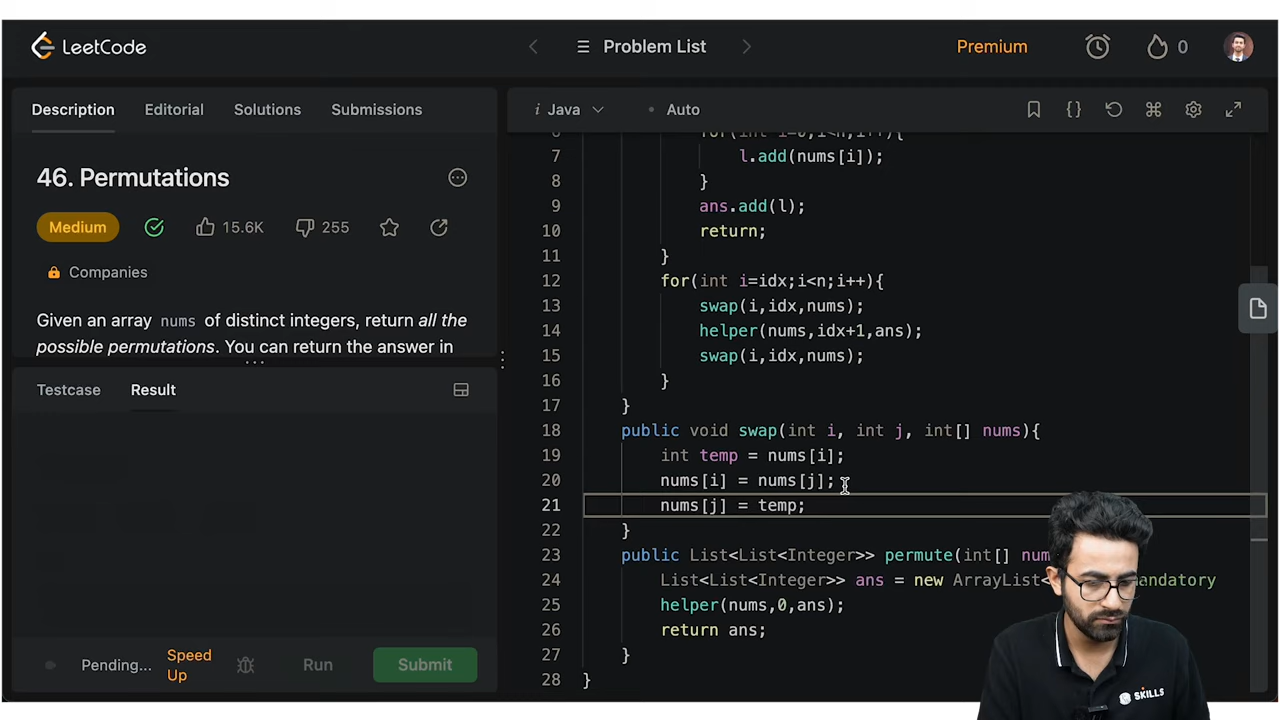 LeetCode
Problem List
Premium
0
Description
Editorial
Solutions
Submissions
46. Permutations
Medium
15.6K
255
Companies
Given an array nums of distinct integers, return all the
possible permutations. You can return the answer in
Testcase
Result
Pending...
Speed
Up
Run
Submit
i Java
Auto
6 for(int i=0;i<n;i++){
7 l.add(nums[i]);
8 }
9 ans.add(l);
10 return;
11 }
12 for(int i=idx;i<n;i++){
13 swap(i,idx,nums);
14 helper(nums,idx+1,ans);
15 swap(i,idx,nums);
16 }
17 }
18 public void swap(int i, int j, int[] nums){
19 int temp = nums[i];
20 nums[i] = nums[j];
21 nums[j] = temp;
22 }
23 public List<List<Integer>> permute(int[] num
24 List<List<Integer>> ans = new ArrayList< andatory
25 helper(nums,0,ans);
26 return ans;
27 }
28 }
SKILLS